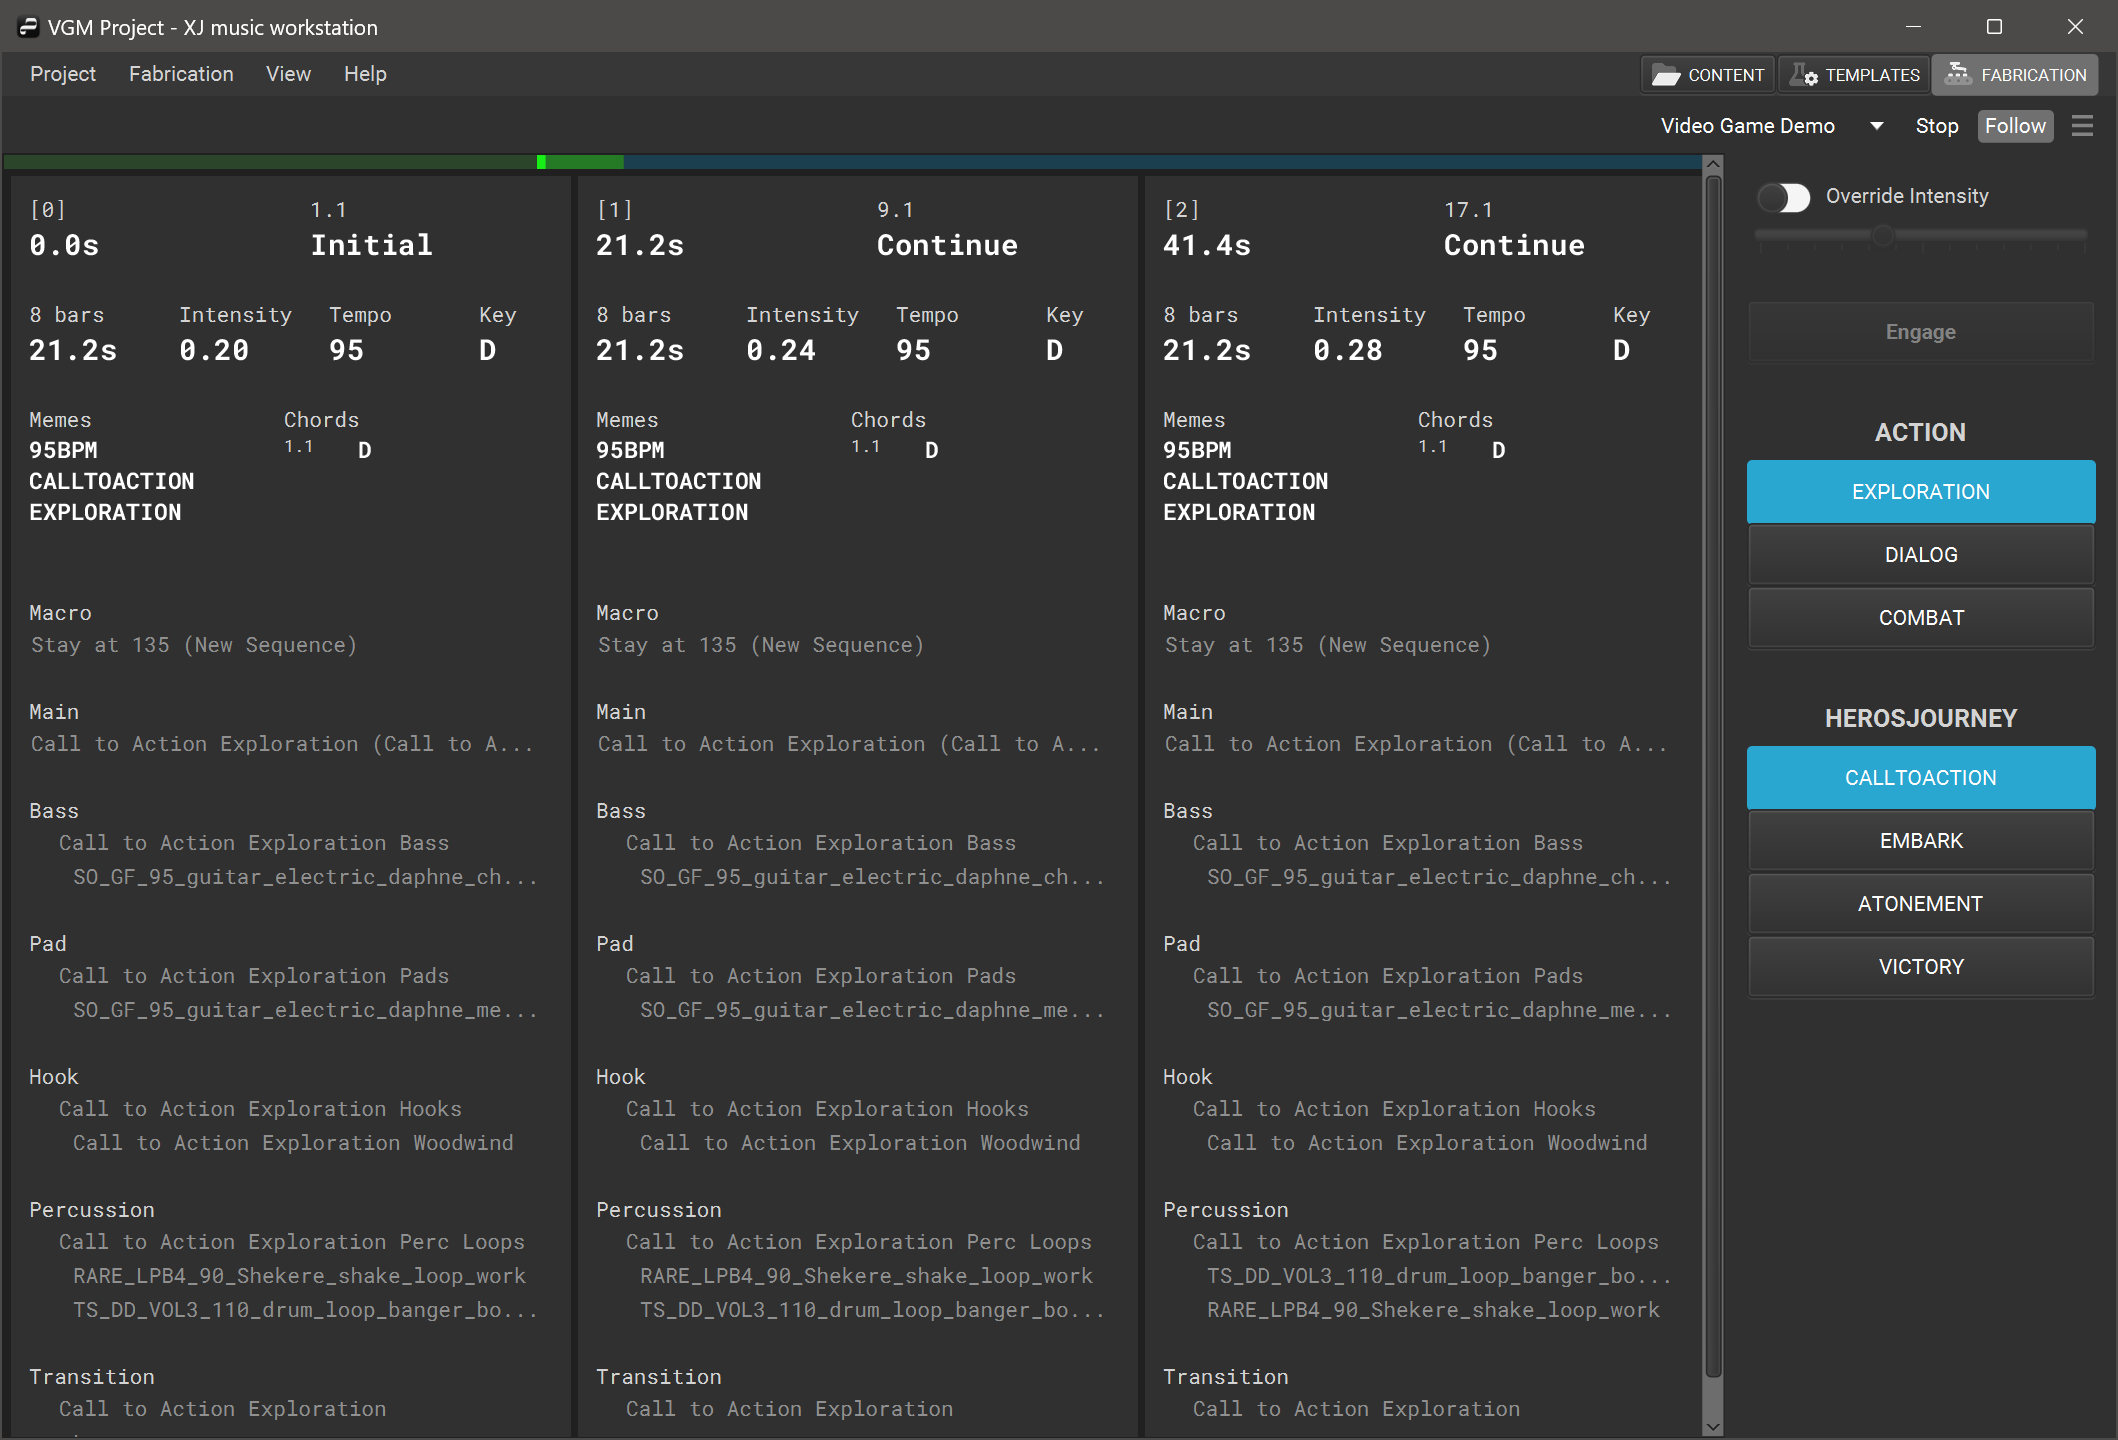 VGM Project - XJ music workstation
Project Fabrication View Help CONTENT TEMPLATES FABRICATION
Video Game Demo Stop Follow
[0] 1.1
0.0s Initial
8 bars Intensity Tempo Key
21.2s 0.20 95 D
Memes Chords
95BPM 1.1 D
CALLTOACTION
EXPLORATION
Macro
Stay at 135 (New Sequence)
Main
Call to Action Exploration (Call to A...
Bass
Call to Action Exploration Bass
SO_GF_95_guitar_electric_daphne_ch...
Pad
Call to Action Exploration Pads
SO_GF_95_guitar_electric_daphne_me...
Hook
Call to Action Exploration Hooks
Call to Action Exploration Woodwind
Percussion
Call to Action Exploration Perc Loops
RARE_LPB4_90_Shekere_shake_loop_work
TS_DD_VOL3_110_drum_loop_banger_bo...
Transition
Call to Action Exploration
[1] 9.1
21.2s Continue
8 bars Intensity Tempo Key
21.2s 0.24 95 D
Memes Chords
95BPM 1.1 D
CALLTOACTION
EXPLORATION
Macro
Stay at 135 (New Sequence)
Main
Call to Action Exploration (Call to A...
Bass
Call to Action Exploration Bass
SO_GF_95_guitar_electric_daphne_ch...
Pad
Call to Action Exploration Pads
SO_GF_95_guitar_electric_daphne_me...
Hook
Call to Action Exploration Hooks
Call to Action Exploration Woodwind
Percussion
Call to Action Exploration Perc Loops
RARE_LPB4_90_Shekere_shake_loop_work
TS_DD_VOL3_110_drum_loop_banger_bo...
Transition
Call to Action Exploration
[2] 17.1
41.4s Continue
8 bars Intensity Tempo Key
21.2s 0.28 95 D
Memes Chords
95BPM 1.1 D
CALLTOACTION
EXPLORATION
Macro
Stay at 135 (New Sequence)
Main
Call to Action Exploration (Call to A...
Bass
Call to Action Exploration Bass
SO_GF_95_guitar_electric_daphne_ch...
Pad
Call to Action Exploration Pads
SO_GF_95_guitar_electric_daphne_me...
Hook
Call to Action Exploration Hooks
Call to Action Exploration Woodwind
Percussion
Call to Action Exploration Perc Loops
TS_DD_VOL3_110_drum_loop_banger_bo...
RARE_LPB4_90_Shekere_shake_loop_work
Transition
Call to Action Exploration
Override Intensity
Engage
ACTION
EXPLORATION
DIALOG
COMBAT
HEROSJOURNEY
CALLTOACTION
EMBARK
ATONEMENT
VICTORY